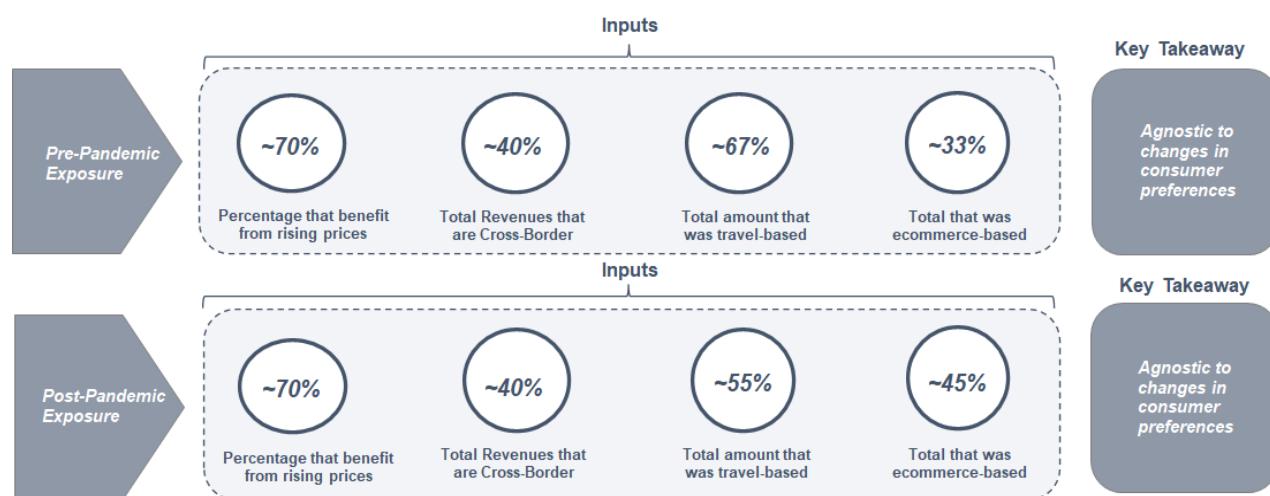 Inputs
Key Takeaway
Pre-Pandemic
Exposure
~70%
~40%
~67%
~33%
Percentage that benefit
from rising prices
Total Revenues that
are Cross-Border
Total amount that
was travel-based
Total that was
ecommerce-based
Agnostic to
changes in
consumer
preferences
Inputs
Key Takeaway
Post-Pandemic
Exposure
~70%
~40%
~55%
~45%
Percentage that benefit
from rising prices
Total Revenues that
are Cross-Border
Total amount that
was travel-based
Total that was
ecommerce-based
Agnostic to
changes in
consumer
preferences